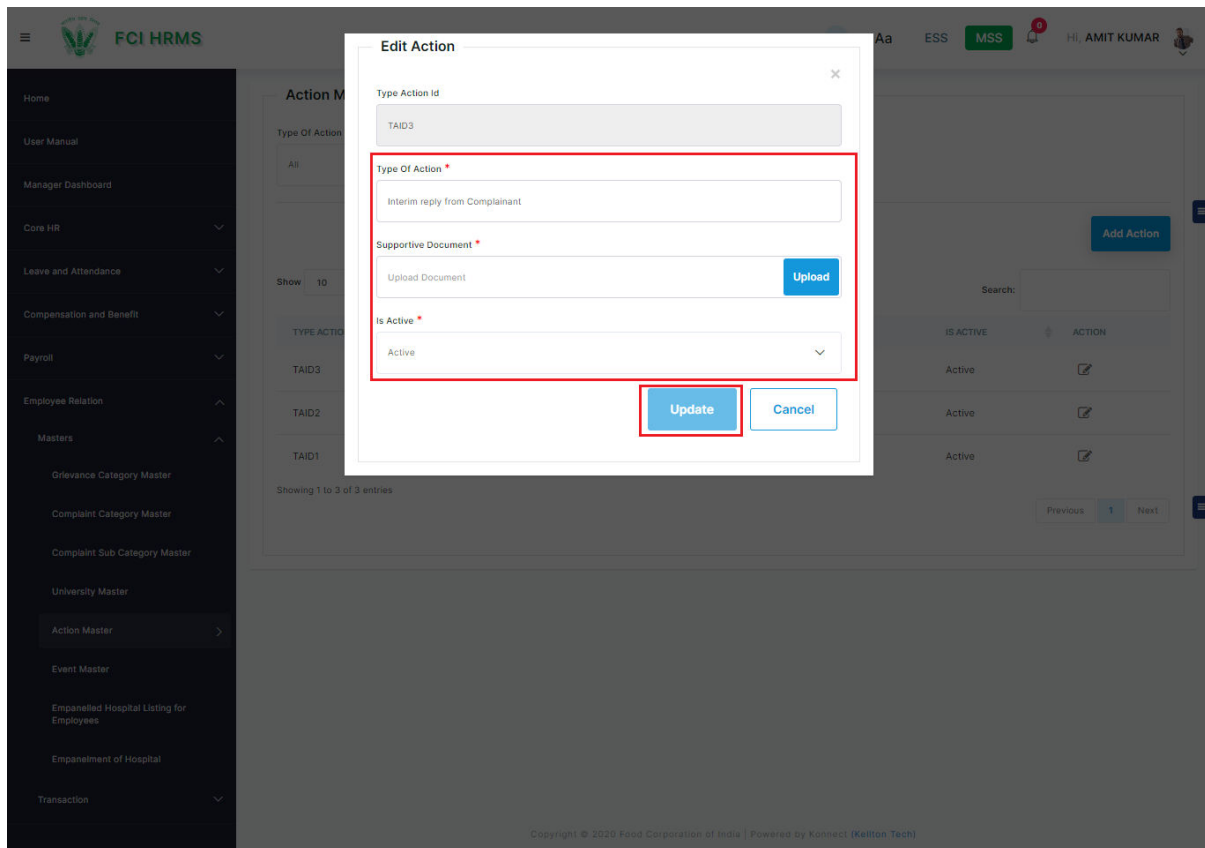 FCI HRMS
Aa ESS MSS 0 Hi, AMIT KUMAR
Home
User Manual
Manager Dashboard
Core HR
Leave and Attendance
Compensation and Benefit
Payroll
Employee Relation
Masters
Grievance Category Master
Complaint Category Master
Complaint Sub Category Master
University Master
Action Master
Event Master
Empanelled Hospital Listing for
Employees
Empanelment of Hospital
Transaction
Action M
Type Of Action
All
Add Action
Show 10
Search:
TYPE ACTIO IS ACTIVE ACTION
TAID3 Active
TAID2 Active
TAID1 Active
Showing 1 to 3 of 3 entries
Previous 1 Next
Edit Action
×
Type Action Id
TAID3
Type Of Action *
Interim reply from Complainant
Supportive Document *
Upload Document Upload
Is Active *
Active
Update Cancel
Copyright © 2020 Food Corporation of India | Powered by Konnect (Kellton Tech)